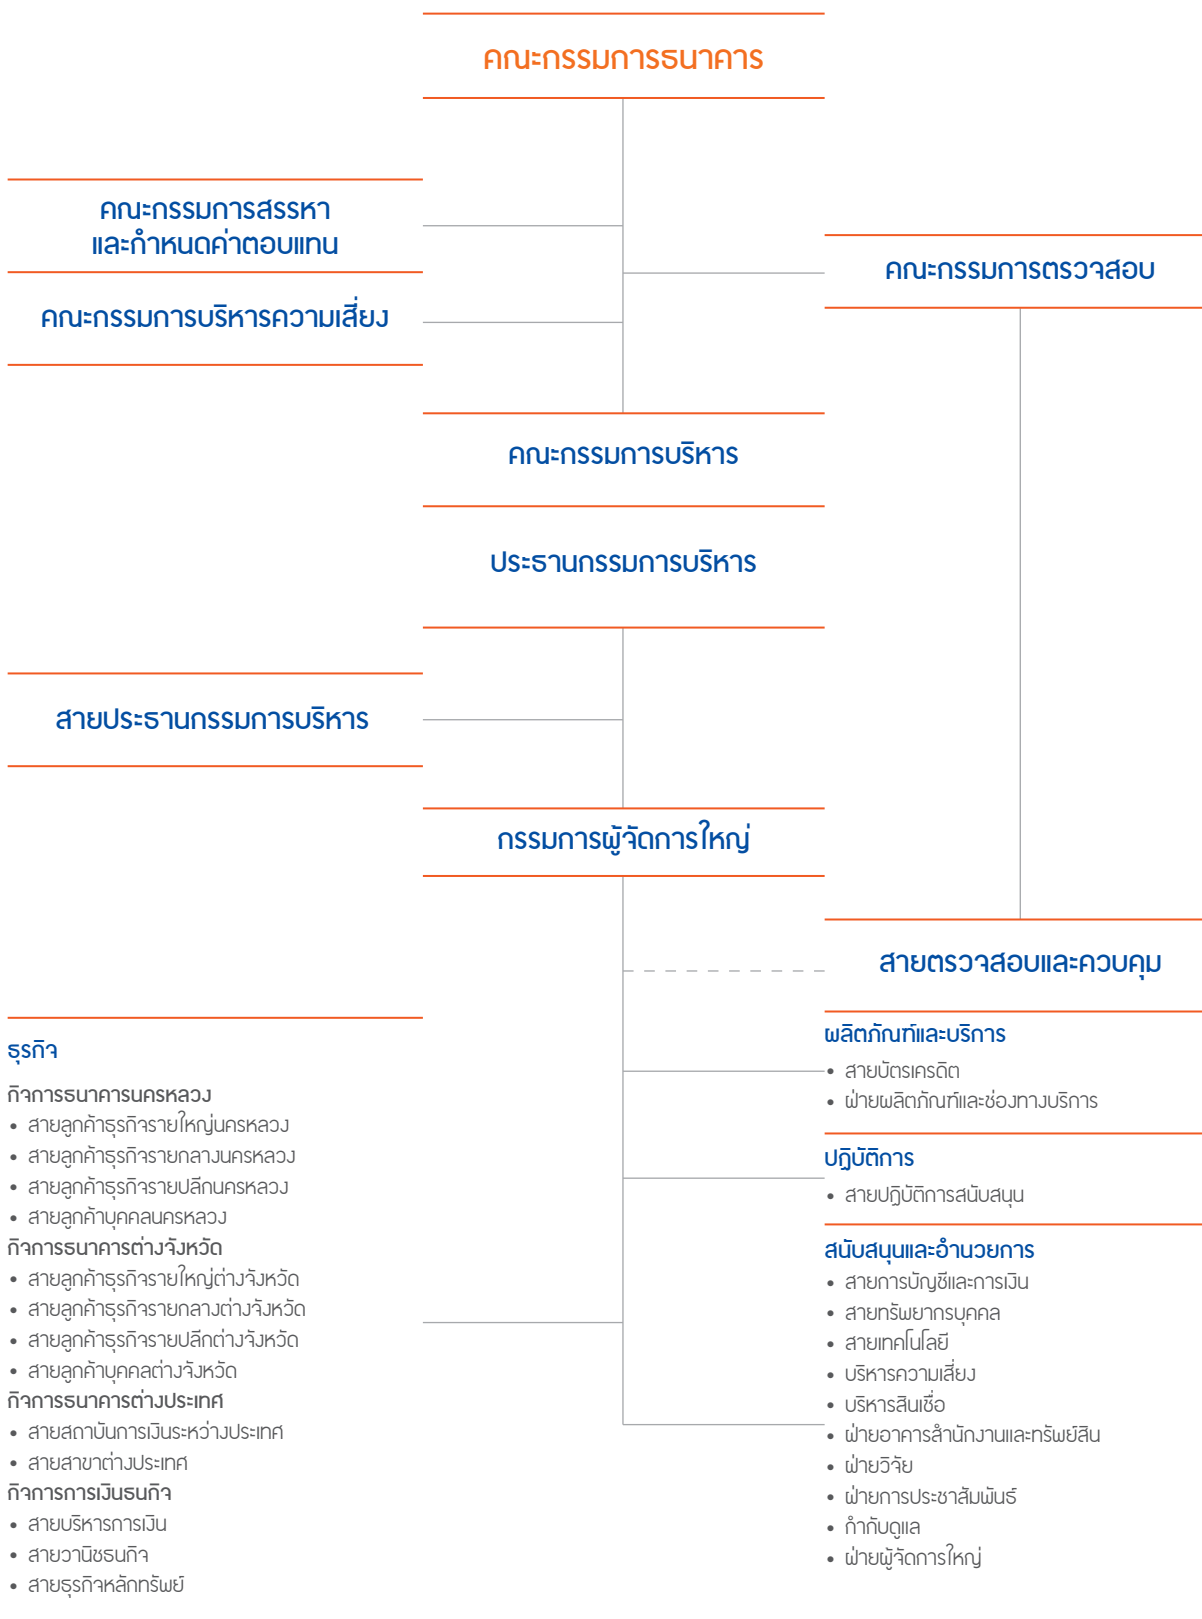 คณะกรรมการธนาคาร
คณะกรรมการสรรหา
และกำหนดค่าตอบแทน
คณะกรรมการตรวจสอบ
คณะกรรมการบริหารความเสี่ยง
คณะกรรมการบริหาร
ประธานกรรมการบริหาร
สายประธานกรรมการบริหาร
กรรมการผู้จัดการใหญ่
สายตรวจสอบและควบคุม
ธุรกิจ
กิจการธนาคารนครหลวง
• สายลูกค้าธุรกิจรายใหญ่นครหลวง
• สายลูกค้าธุรกิจรายกลางนครหลวง
• สายลูกค้าธุรกิจรายปลีกนครหลวง
• สายลูกค้าบุคคลนครหลวง
กิจการธนาคารต่างจังหวัด
• สายลูกค้าธุรกิจรายใหญ่ต่างจังหวัด
• สายลูกค้าธุรกิจรายกลางต่างจังหวัด
• สายลูกค้าธุรกิจรายปลีกต่างจังหวัด
• สายลูกค้าบุคคลต่างจังหวัด
กิจการธนาคารต่างประเทศ
• สายสถาบันการเงินระหว่างประเทศ
• สายสาขาต่างประเทศ
กิจการการเงินธนกิจ
• สายบริหารการเงิน
• สายวานิชธนกิจ
• สายธุรกิจหลักทรัพย์
ผลิตภัณฑ์และบริการ
• สายบัตรเครดิต
• ฝ่ายผลิตภัณฑ์และช่องทางบริการ
ปฏิบัติการ
• สายปฏิบัติการสนับสนุน
สนับสนุนและอำนวยการ
• สายการบัญชีและการเงิน
• สายทรัพยากรบุคคล
• สายเทคโนโลยี
• บริหารความเสี่ยง
• บริหารสินเชื่อ
• ฝ่ายอาคารสำนักงานและทรัพย์สิน
• ฝ่ายวิจัย
• ฝ่ายการประชาสัมพันธ์
• กำกับดูแล
• ฝ่ายผู้จัดการใหญ่